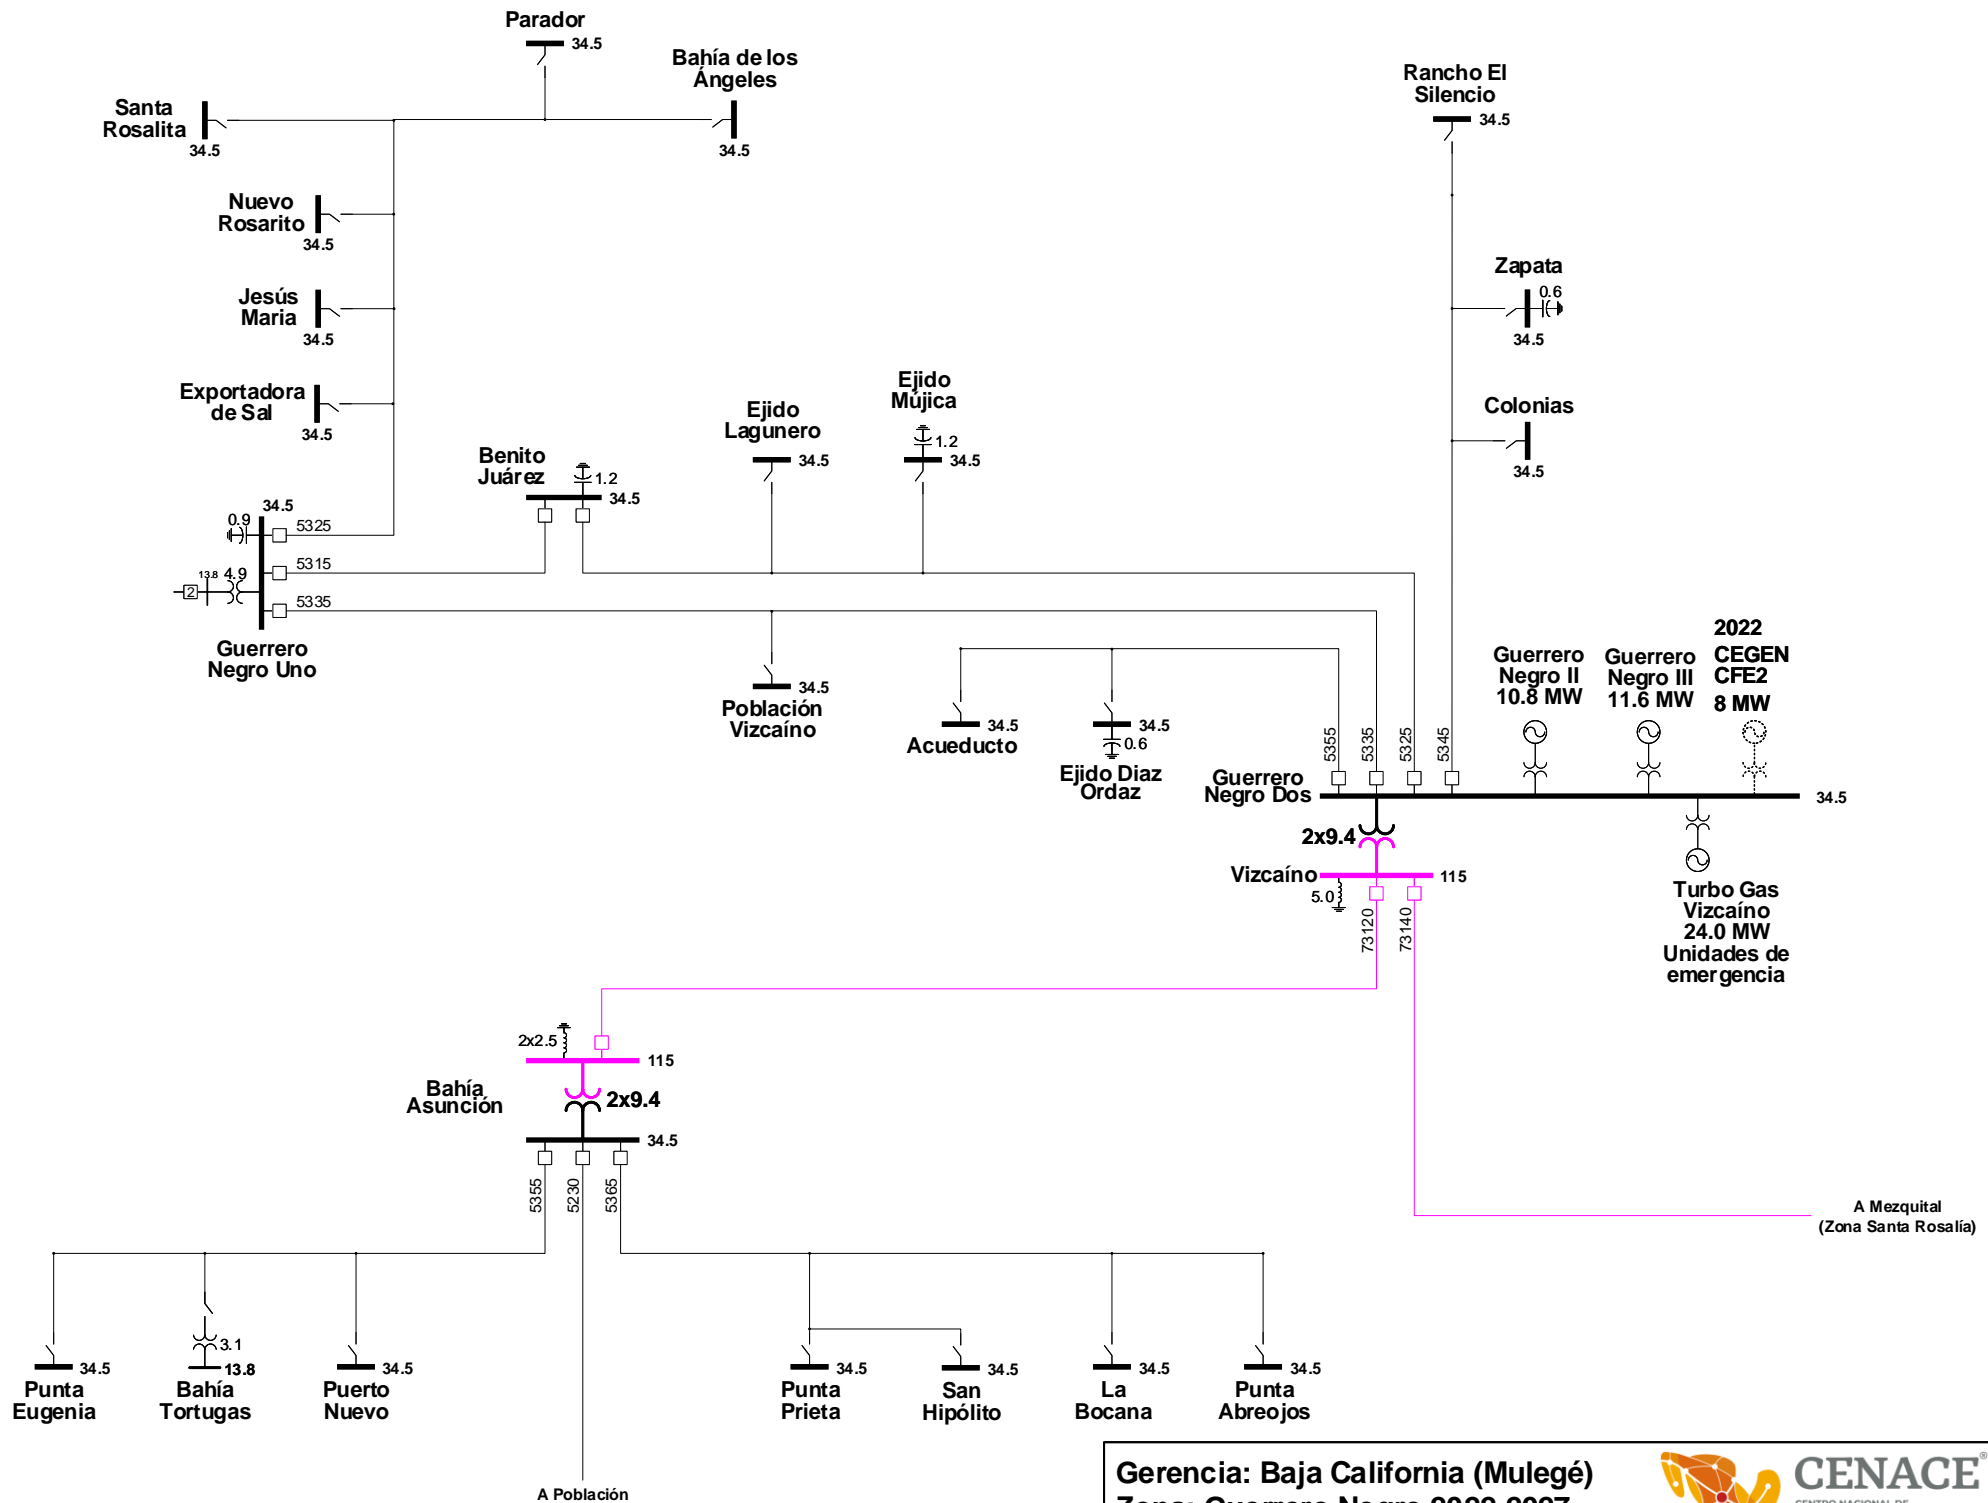 Parador
34.5
Bahía de los
Ángeles
34.5
Santa
Rosalita
34.5
Rancho El
Silencio
34.5
Nuevo
Rosarito
34.5
Zapata
0.6
34.5
Jesús
Maria
34.5
Exportadora
de Sal
34.5
Colonias
34.5
Ejido
Lagunero
34.5
Ejido
Mújica
1.2
34.5
Benito
Juárez
1.2
34.5
34.5
0.9
5325
5315
13.8
4.9
2
5335
Guerrero
Negro Uno
34.5
Población
Vizcaíno
34.5
Acueducto
34.5
0.6
Ejido Diaz
Ordaz
5355
5335
5325
5345
Guerrero
Negro II
10.8 MW
Guerrero
Negro III
11.6 MW
2022
CEGEN
CFE2
8 MW
Guerrero
Negro Dos
34.5
2x9.4
Vizcaíno
115
5.0
73120
73140
Turbo Gas
Vizcaíno
24.0 MW
Unidades de
emergencia
2x2.5
115
Bahía
Asunción
2x9.4
34.5
5355
5230
5365
A Mezquital
(Zona Santa Rosalía)
34.5
Punta
Eugenia
3.1
13.8
Bahía
Tortugas
34.5
Puerto
Nuevo
34.5
Punta
Prieta
34.5
San
Hipólito
34.5
La
Bocana
34.5
Punta
Abreojos
A Población
Gerencia: Baja California (Mulegé)
Zona: Guerrero Negro 2022-2027
CENACE®
CENTRO NACIONAL DE